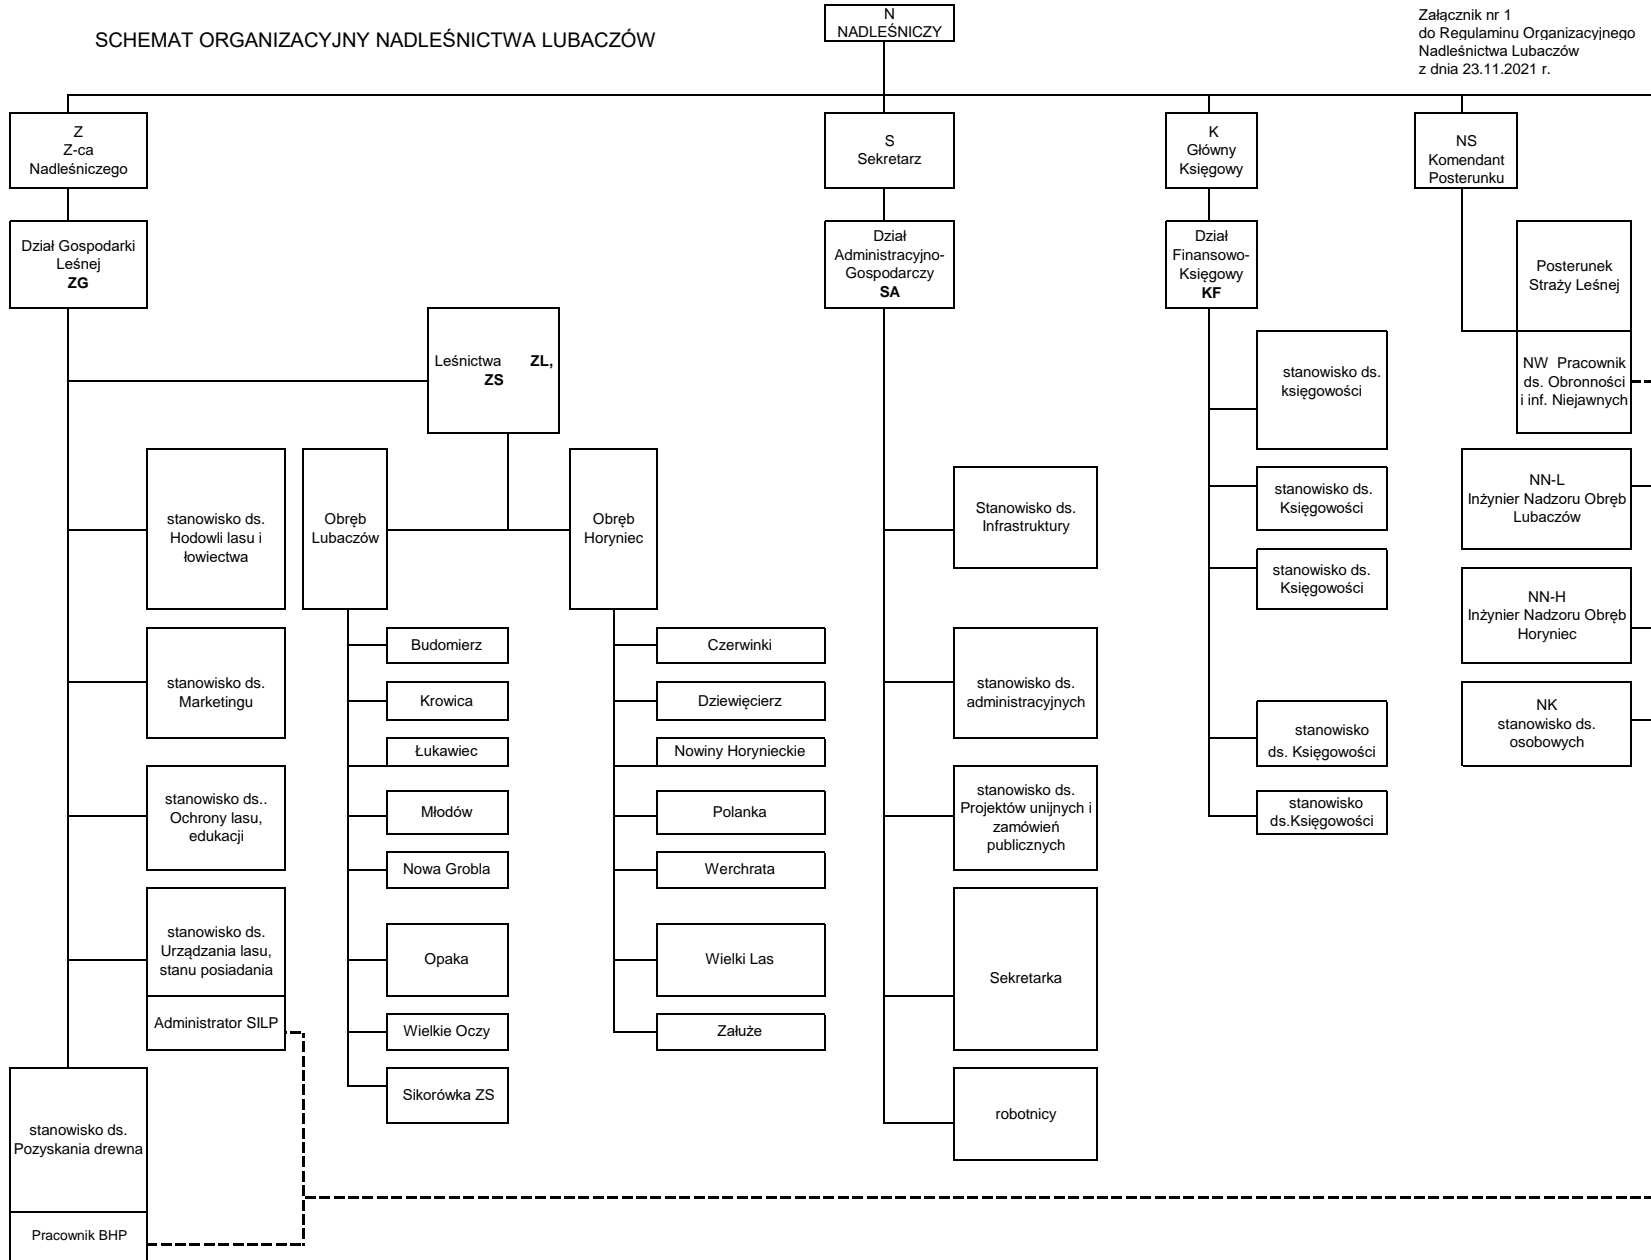 SCHEMAT ORGANIZACYJNY NADLEŚNICTWA LUBACZÓW
N
NADLEŚNICZY
Załącznik nr 1
do Regulaminu Organizacyjnego
Nadleśnictwa Lubaczów
z dnia 23.11.2021 r.
Z
Z-ca
Nadleśniczego
S
Sekretarz
K
Główny
Księgowy
NS
Komendant
Posterunku
Dział Gospodarki
Leśnej
ZG
Dział
Administracyjno-
Gospodarczy
SA
Dział
Finansowo-
Księgowy
KF
Posterunek
Straży Leśnej
NW Pracownik
ds. Obronności
i inf. Niejawnych
Leśnictwa ZL,
ZS
stanowisko ds.
Hodowli lasu i
łowiectwa
stanowisko ds.
Marketingu
stanowisko ds..
Ochrony lasu,
edukacji
stanowisko ds.
Urządzania lasu,
stanu posiadania
Administrator SILP
stanowisko ds.
Pozyskania drewna
Pracownik BHP
Obręb
Lubaczów
Budomierz
Krowica
Łukawiec
Młodów
Nowa Grobla
Opaka
Wielkie Oczy
Sikorówka ZS
Obręb
Horyniec
Czerwinki
Dziewięcierz
Nowiny Horynieckie
Polanka
Werchrata
Wielki Las
Załuże
Stanowisko ds.
Infrastruktury
stanowisko ds.
administracyjnych
stanowisko ds.
Projektów unijnych i
zamówień
publicznych
Sekretarka
robotnicy
stanowisko ds.
księgowości
stanowisko ds.
Księgowości
stanowisko ds.
Księgowości
stanowisko
ds. Księgowości
stanowisko
ds.Księgowości
NN-L
Inżynier Nadzoru Obręb
Lubaczów
NN-H
Inżynier Nadzoru Obręb
Horyniec
NK
stanowisko ds.
osobowych